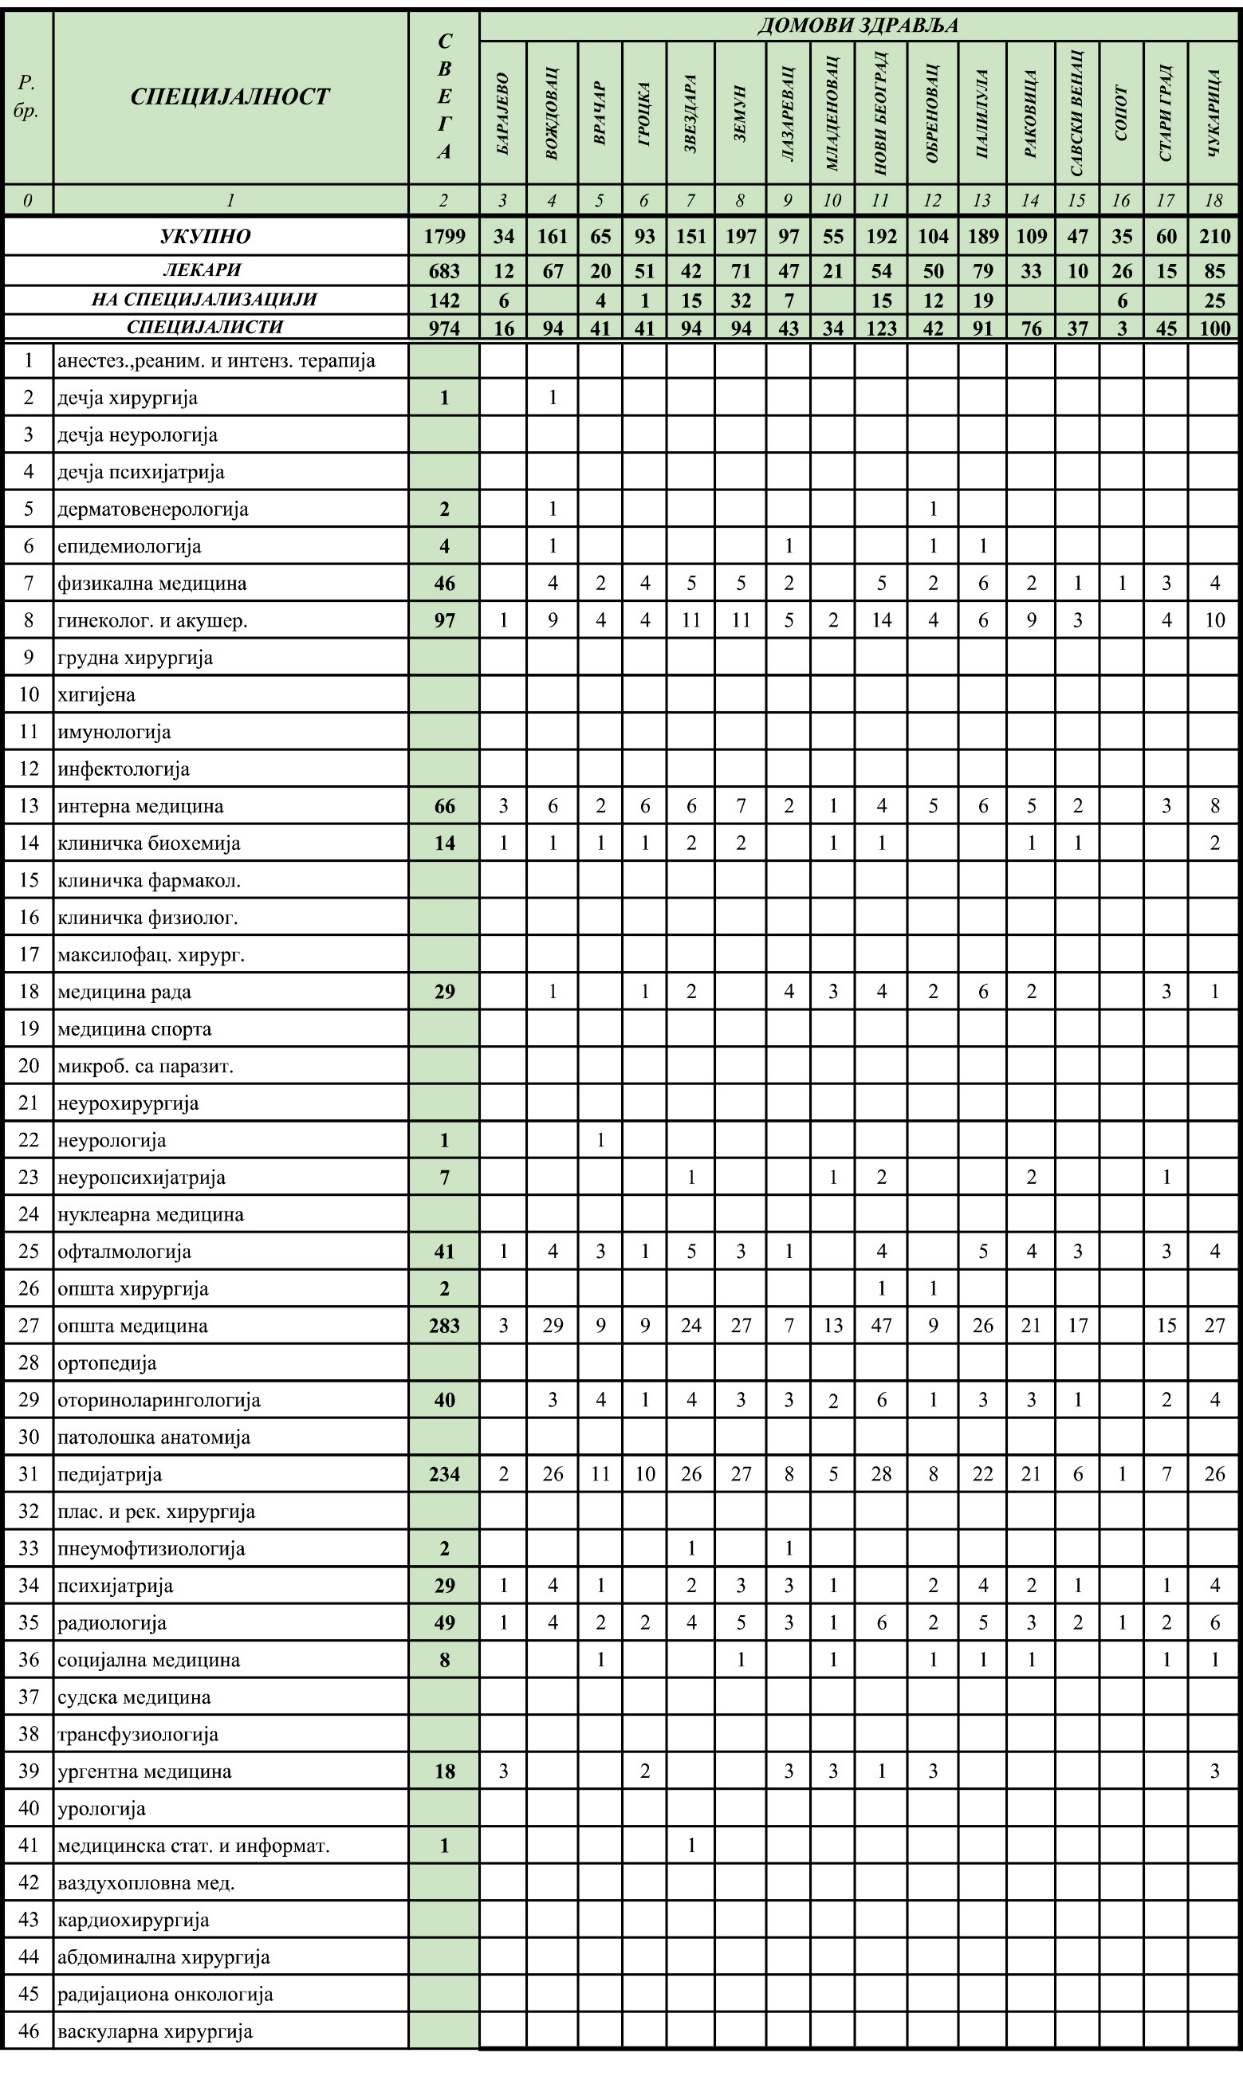 ДОМОВИ ЗДРАВЉА
Р. бр. СПЕЦИЈАЛНОСТ СВЕГА БАРАЈЕВО ВОЖДОВАЦ ВРАЧАР ГРОЦКА ЗВЕЗДАРА ЗЕМУН ЛАЗАРЕВАЦ МЛАДЕНОВАЦ НОВИ БЕОГРАД ОБРЕНОВАЦ ПАЛИЛУЛА РАКОВИЦА САВСКИ ВЕНАЦ СОПОТ СТАРИ ГРАД ЧУКАРИЦА
0 1 2 3 4 5 6 7 8 9 10 11 12 13 14 15 16 17 18
УКУПНО 1799 34 161 65 93 151 197 97 55 192 104 189 109 47 35 60 210
ЛЕКАРИ 683 12 67 20 51 42 71 47 21 54 50 79 33 10 26 15 85
НА СПЕЦИЈАЛИЗАЦИЈИ 142 6 4 1 15 32 7 15 12 19 6 25
СПЕЦИЈАЛИСТИ 974 16 94 41 41 94 94 43 34 123 42 91 76 37 3 45 100
1 анестез.,реаним. и интенз. терапија
2 дечја хирургија 1 1
3 дечја неурологија
4 дечја психијатрија
5 дерматовенерологија 2 1 1
6 епидемиологија 4 1 1 1 1
7 физикална медицина 46 4 2 4 5 5 2 5 2 6 2 1 1 3 4
8 гинеколог. и акушер. 97 1 9 4 4 11 11 5 2 14 4 6 9 3 4 10
9 грудна хирургија
10 хигијена
11 имунологија
12 инфектологија
13 интерна медицина 66 3 6 2 6 6 7 2 1 4 5 6 5 2 3 8
14 клиничка биохемија 14 1 1 1 1 2 2 1 1 1 1 2
15 клиничка фармакол.
16 клиничка физиолог.
17 максилофац. хирург.
18 медицина рада 29 1 1 2 4 3 4 2 6 2 3 1
19 медицина спорта
20 микроб. са паразит.
21 неурохирургија
22 неурологија 1 1
23 неуропсихијатрија 7 1 1 2 2 1
24 нуклеарна медицина
25 офталмологија 41 1 4 3 1 5 3 1 4 5 4 3 3 4
26 општа хирургија 2 1 1
27 општа медицина 283 3 29 9 9 24 27 7 13 47 9 26 21 17 15 27
28 ортопедија
29 оториноларингологија 40 3 4 1 4 3 3 2 6 1 3 3 1 2 4
30 патолошка анатомија
31 педијатрија 234 2 26 11 10 26 27 8 5 28 8 22 21 6 1 7 26
32 плас. и рек. хирургија
33 пнеумофтизиологија 2 1 1
34 психијатрија 29 1 4 1 2 3 3 1 2 4 2 1 1 4
35 радиологија 49 1 4 2 2 4 5 3 1 6 2 5 3 2 1 2 6
36 социјална медицина 8 1 1 1 1 1 1 1 1
37 судска медицина
38 трансфузиологија
39 ургентна медицина 18 3 2 3 3 1 3 3
40 урологија
41 медицинска стат. и информат. 1 1
42 ваздухопловна мед.
43 кардиохирургија
44 абдоминална хирургија
45 радијациона онкологија
46 васкуларна хирургија